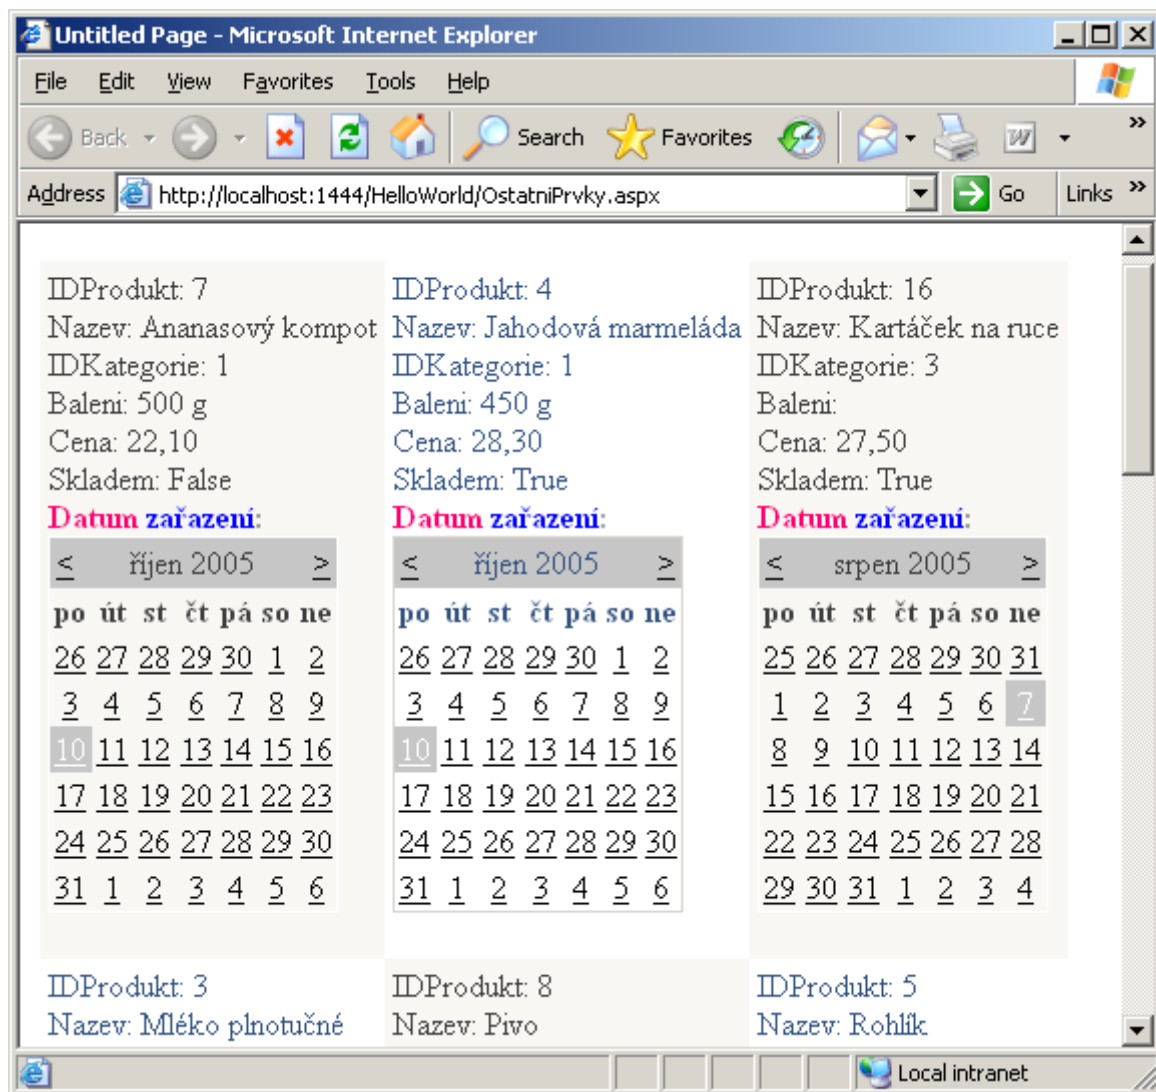 Untitled Page - Microsoft Internet Explorer
File Edit View Favorites Tools Help
Back Search Favorites »
Address http://localhost:1444/HelloWorld/OstatniPrvky.aspx Go Links »
IDProdukt: 7
Nazev: Ananasový kompot
IDKategorie: 1
Baleni: 500 g
Cena: 22,10
Skladem: False
Datum zařazení:
< říjen 2005 >
po út st čt pá so ne
26 27 28 29 30 1 2
3 4 5 6 7 8 9
10 11 12 13 14 15 16
17 18 19 20 21 22 23
24 25 26 27 28 29 30
31 1 2 3 4 5 6
IDProdukt: 4
Nazev: Jahodová marmeláda
IDKategorie: 1
Baleni: 450 g
Cena: 28,30
Skladem: True
Datum zařazení:
< říjen 2005 >
po út st čt pá so ne
26 27 28 29 30 1 2
3 4 5 6 7 8 9
10 11 12 13 14 15 16
17 18 19 20 21 22 23
24 25 26 27 28 29 30
31 1 2 3 4 5 6
IDProdukt: 16
Nazev: Kartáček na ruce
IDKategorie: 3
Baleni:
Cena: 27,50
Skladem: True
Datum zařazení:
< srpen 2005 >
po út st čt pá so ne
25 26 27 28 29 30 31
1 2 3 4 5 6 7
8 9 10 11 12 13 14
15 16 17 18 19 20 21
22 23 24 25 26 27 28
29 30 31 1 2 3 4
IDProdukt: 3
Nazev: Mléko plnotučné
IDProdukt: 8
Nazev: Pivo
IDProdukt: 5
Nazev: Rohlík
Local intranet